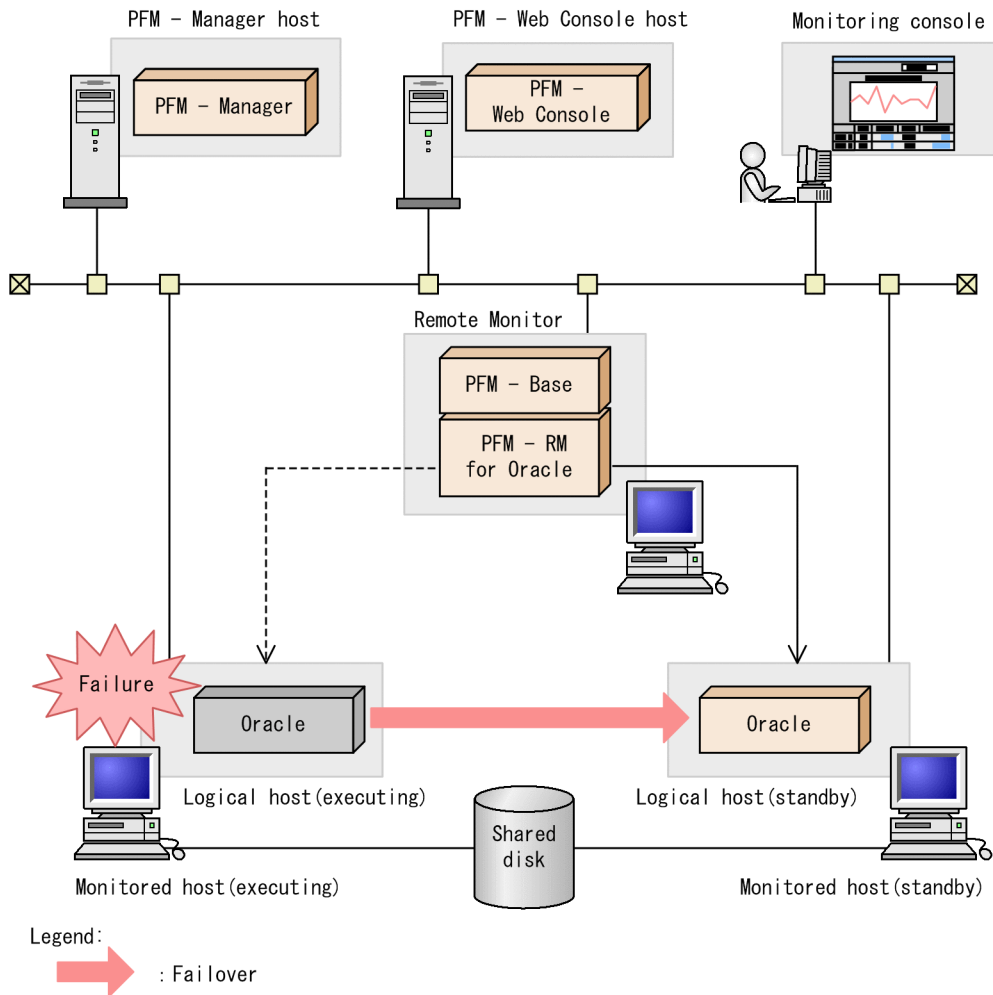 PFM - Manager host
PFM - Web Console host
Monitoring console
PFM - Manager
PFM -
Web Console
Remote Monitor
PFM - Base
PFM - RM
for Oracle
Failure
Oracle
Oracle
Logical host(executing)
Logical host(standby)
Shared
disk
Monitored host(executing)
Monitored host(standby)
Legend:
: Failover